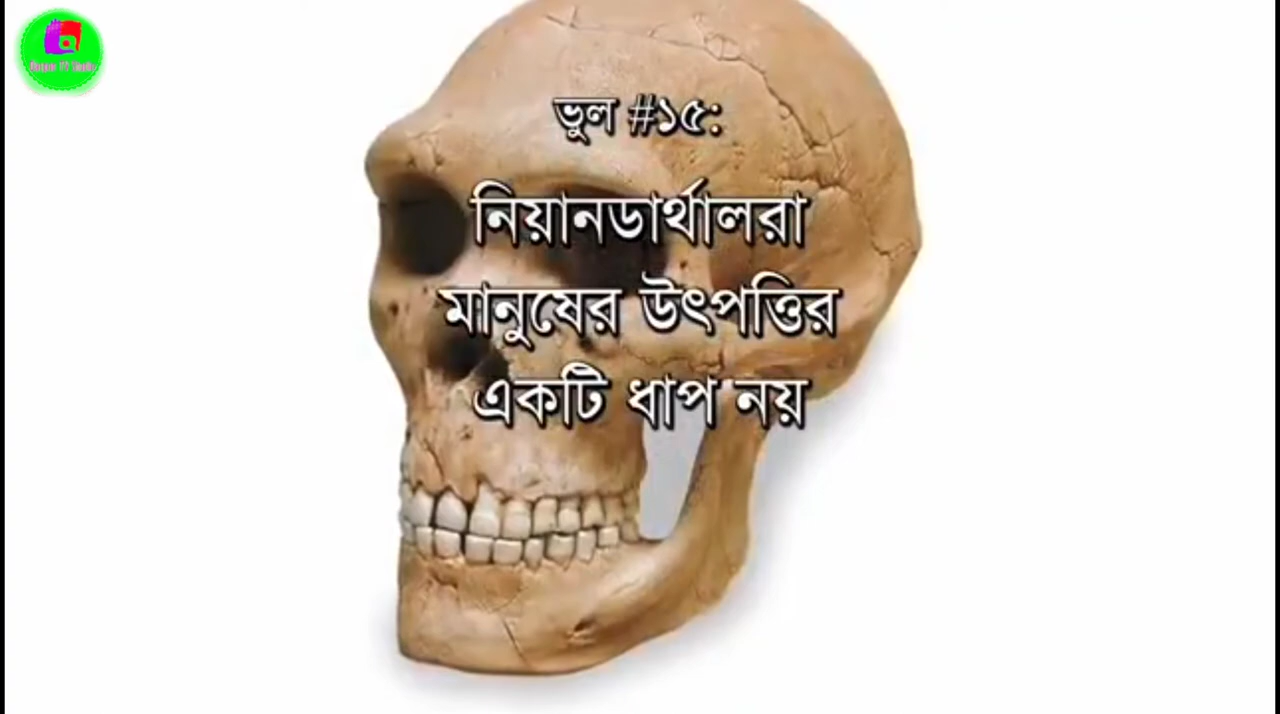 ভুল #১৫:
নিয়ানডার্থালরা
মানুষের উৎপত্তির
একটি ধাপ নয়